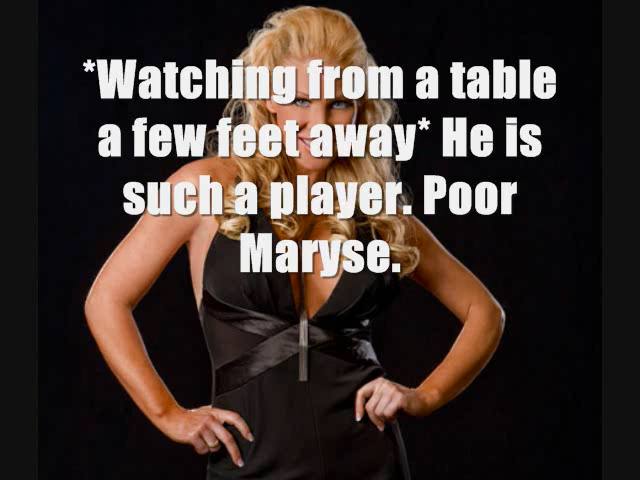 *Watching from a table
a few feet away* He is
such a player. Poor
Maryse.